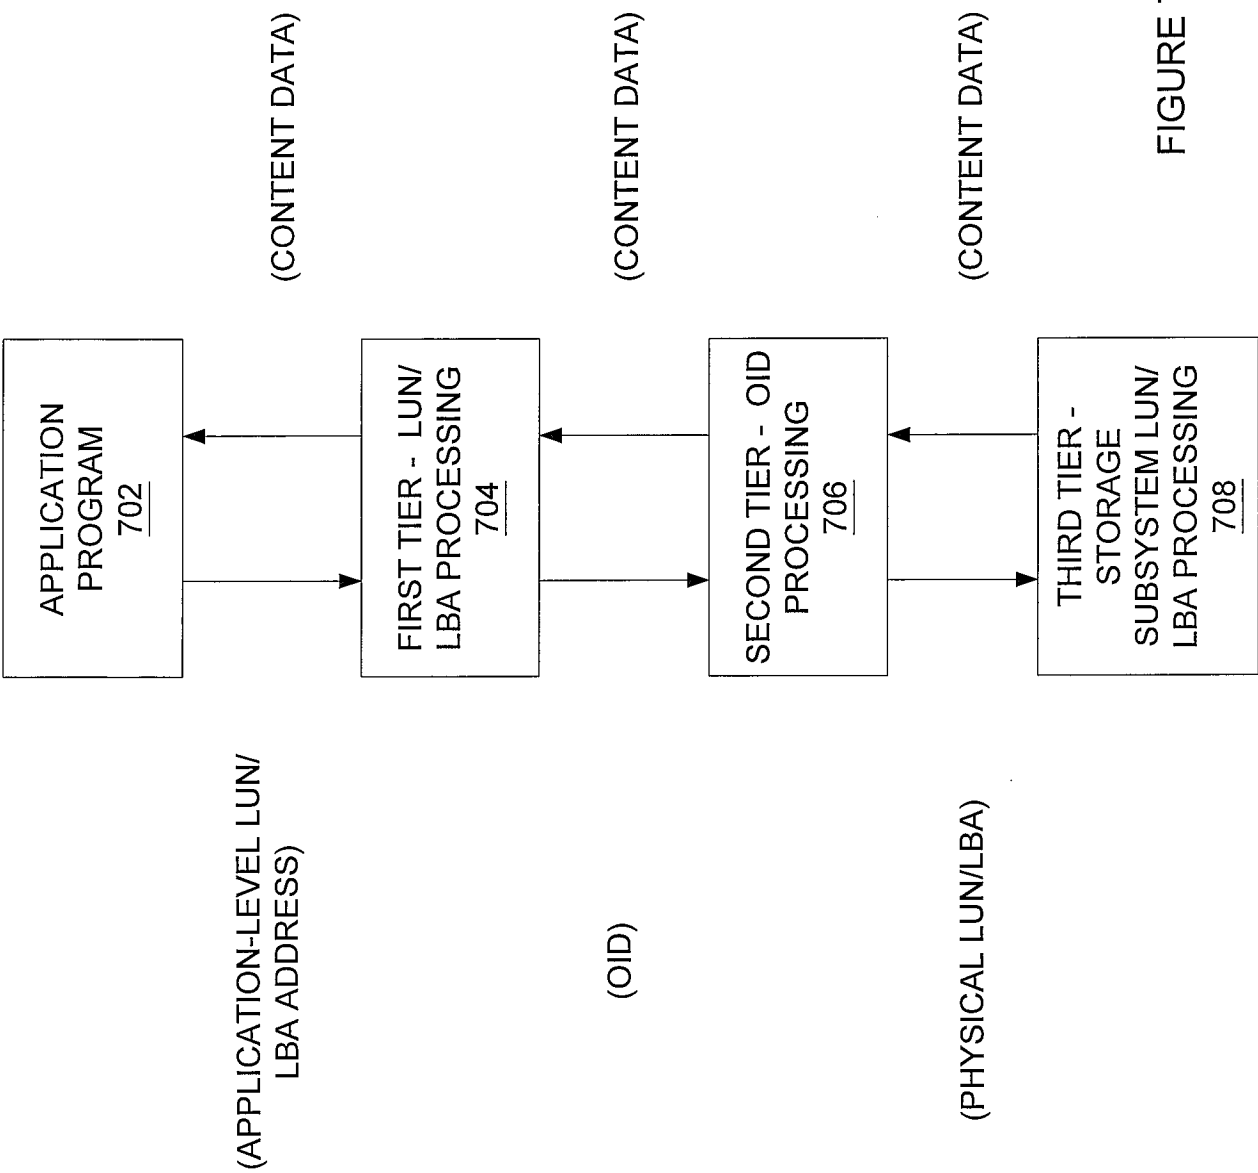 APPLICATION
PROGRAM
702
(APPLICATION-LEVEL LUN/
LBA ADDRESS)
(CONTENT DATA)
FIRST TIER - LUN/
LBA PROCESSING
704
(OID)
(CONTENT DATA)
SECOND TIER - OID
PROCESSING
706
(PHYSICAL LUN/LBA)
(CONTENT DATA)
THIRD TIER -
STORAGE
SUBSYSTEM LUN/
LBA PROCESSING
708
FIGURE